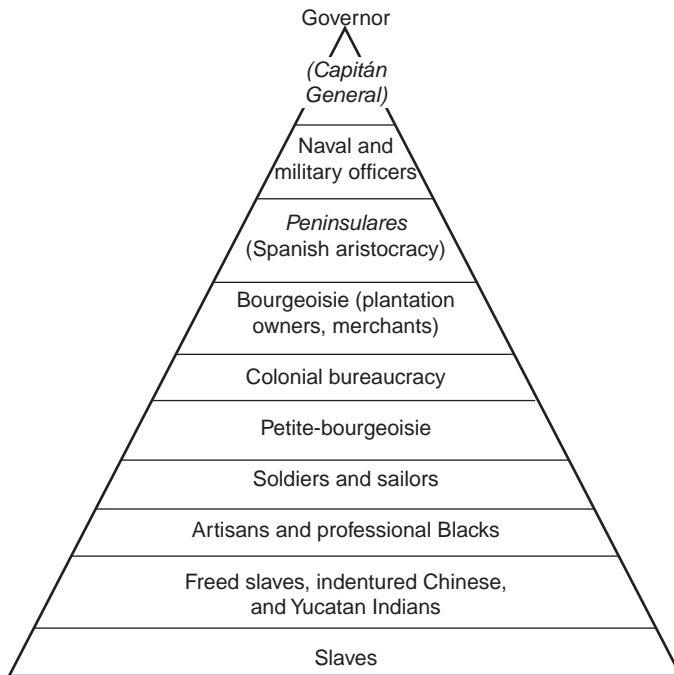 Governor
(Capitán
General)
Naval and
military officers
Peninsulares
(Spanish aristocracy)
Bourgeoisie (plantation
owners, merchants)
Colonial bureaucracy
Petite-bourgeoisie
Soldiers and sailors
Artisans and professional Blacks
Freed slaves, indentured Chinese,
and Yucatan Indians
Slaves